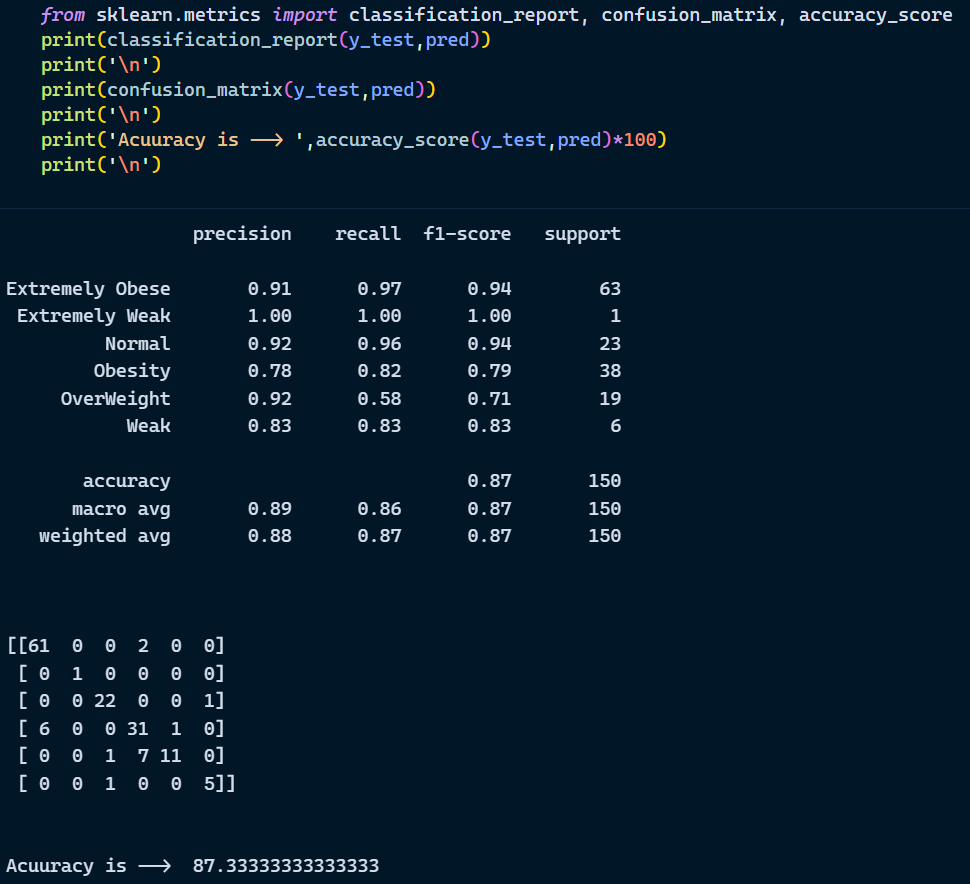 from sklearn.metrics import classification_report, confusion_matrix, accuracy_score
print(classification_report(y_test,pred))
print('\n')
print(confusion_matrix(y_test,pred))
print('\n')
print('Acuuracy is --> ',accuracy_score(y_test,pred)*100)
print('\n')
precision recall f1-score support
Extremely Obese 0.91 0.97 0.94 63
Extremely Weak 1.00 1.00 1.00 1
Normal 0.92 0.96 0.94 23
Obesity 0.78 0.82 0.79 38
OverWeight 0.92 0.58 0.71 19
Weak 0.83 0.83 0.83 6
accuracy 0.87 150
macro avg 0.89 0.86 0.87 150
weighted avg 0.88 0.87 0.87 150
[[61 0 0 2 0 0]
[ 0 1 0 0 0 0]
[ 0 0 22 0 0 1]
[ 6 0 0 31 1 0]
[ 0 0 1 7 11 0]
[ 0 0 1 0 0 5]]
Acuuracy is --> 87.33333333333333